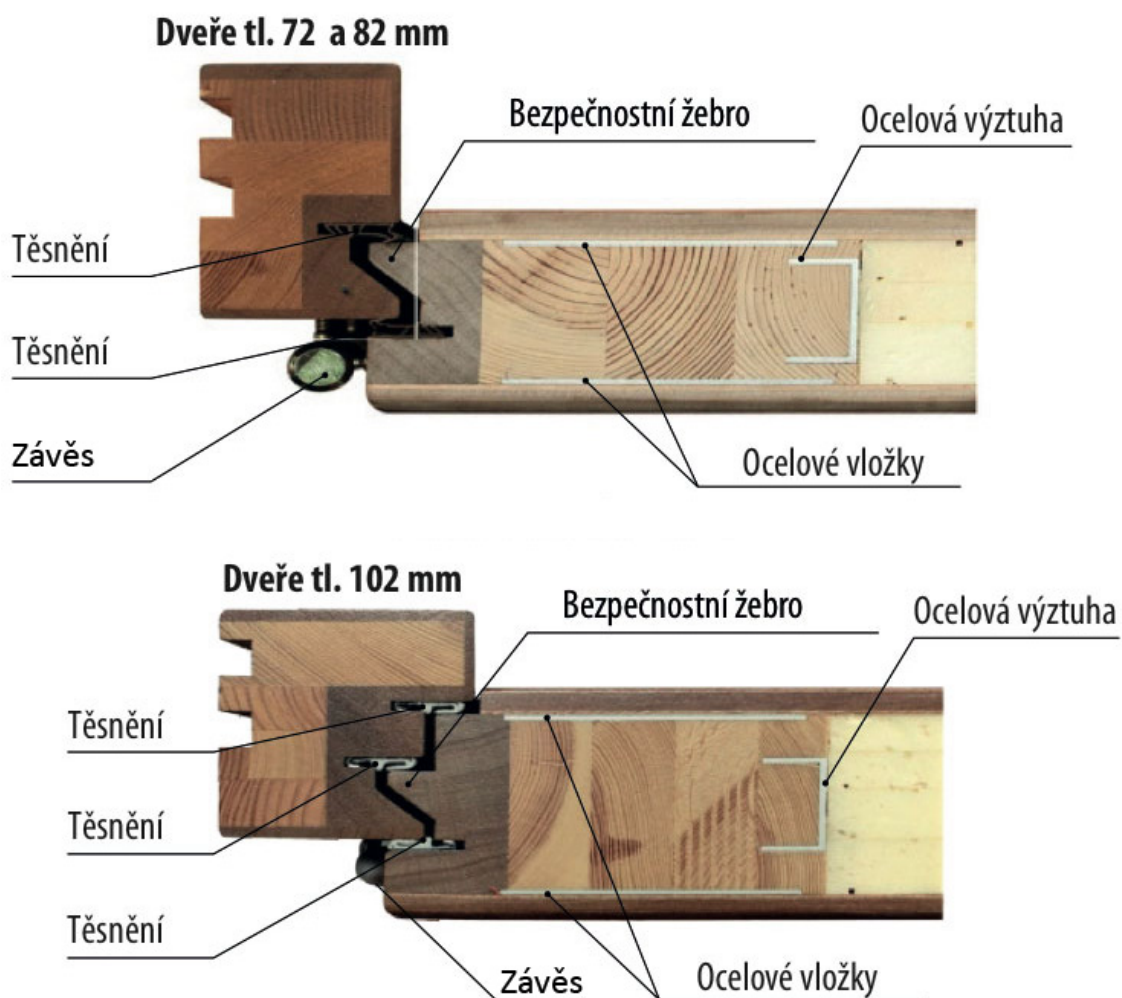 Dveře tl. 72 a 82 mm
Bezpečnostní žebro
Ocelová výztuha
Těsnění
Těsnění
Závěs
Ocelové vložky
Dveře tl. 102 mm
Bezpečnostní žebro
Ocelová výztuha
Těsnění
Těsnění
Těsnění
Závěs
Ocelové vložky